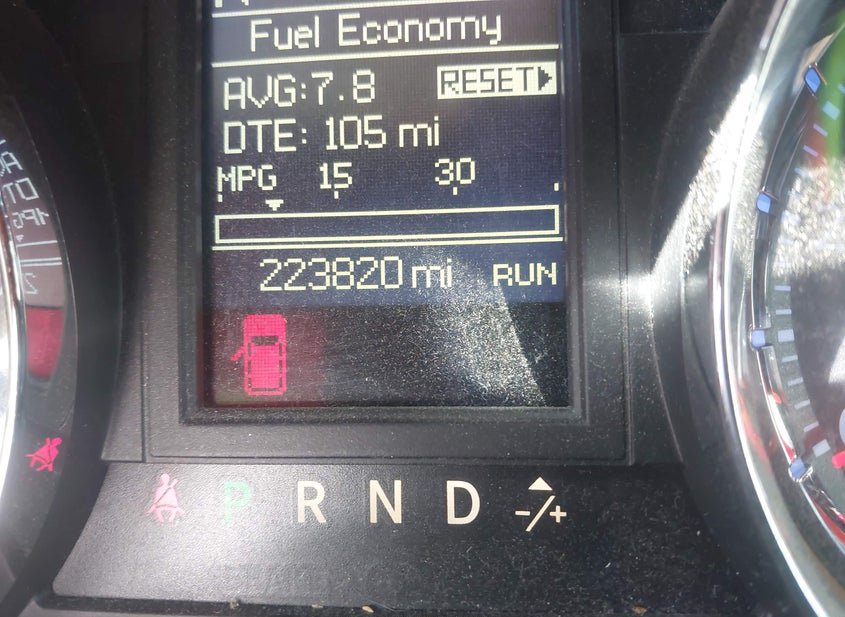 Fuel Economy
AVG:7.8 RESET
DTE: 105 mi
MPG 15 30
223820 mi RUN
P R N D -/+